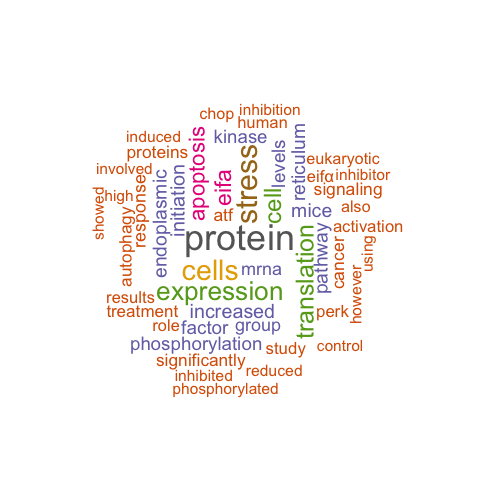 chop
inhibition
human
induced
kinase
proteins
involved
apoptosis
stress
levels
reticulum
eukaryotic
eifa
eifα
inhibitor
signaling
showed
high
response
endoplasmic
initiation
cell
mice
also
atf
activation
autophagy
protein
translation
pathway
cancer
using
however
cells
mrna
results
expression
treatment
increased
perk
role
factor
group
phosphorylation
study
control
significantly
inhibited
reduced
phosphorylated